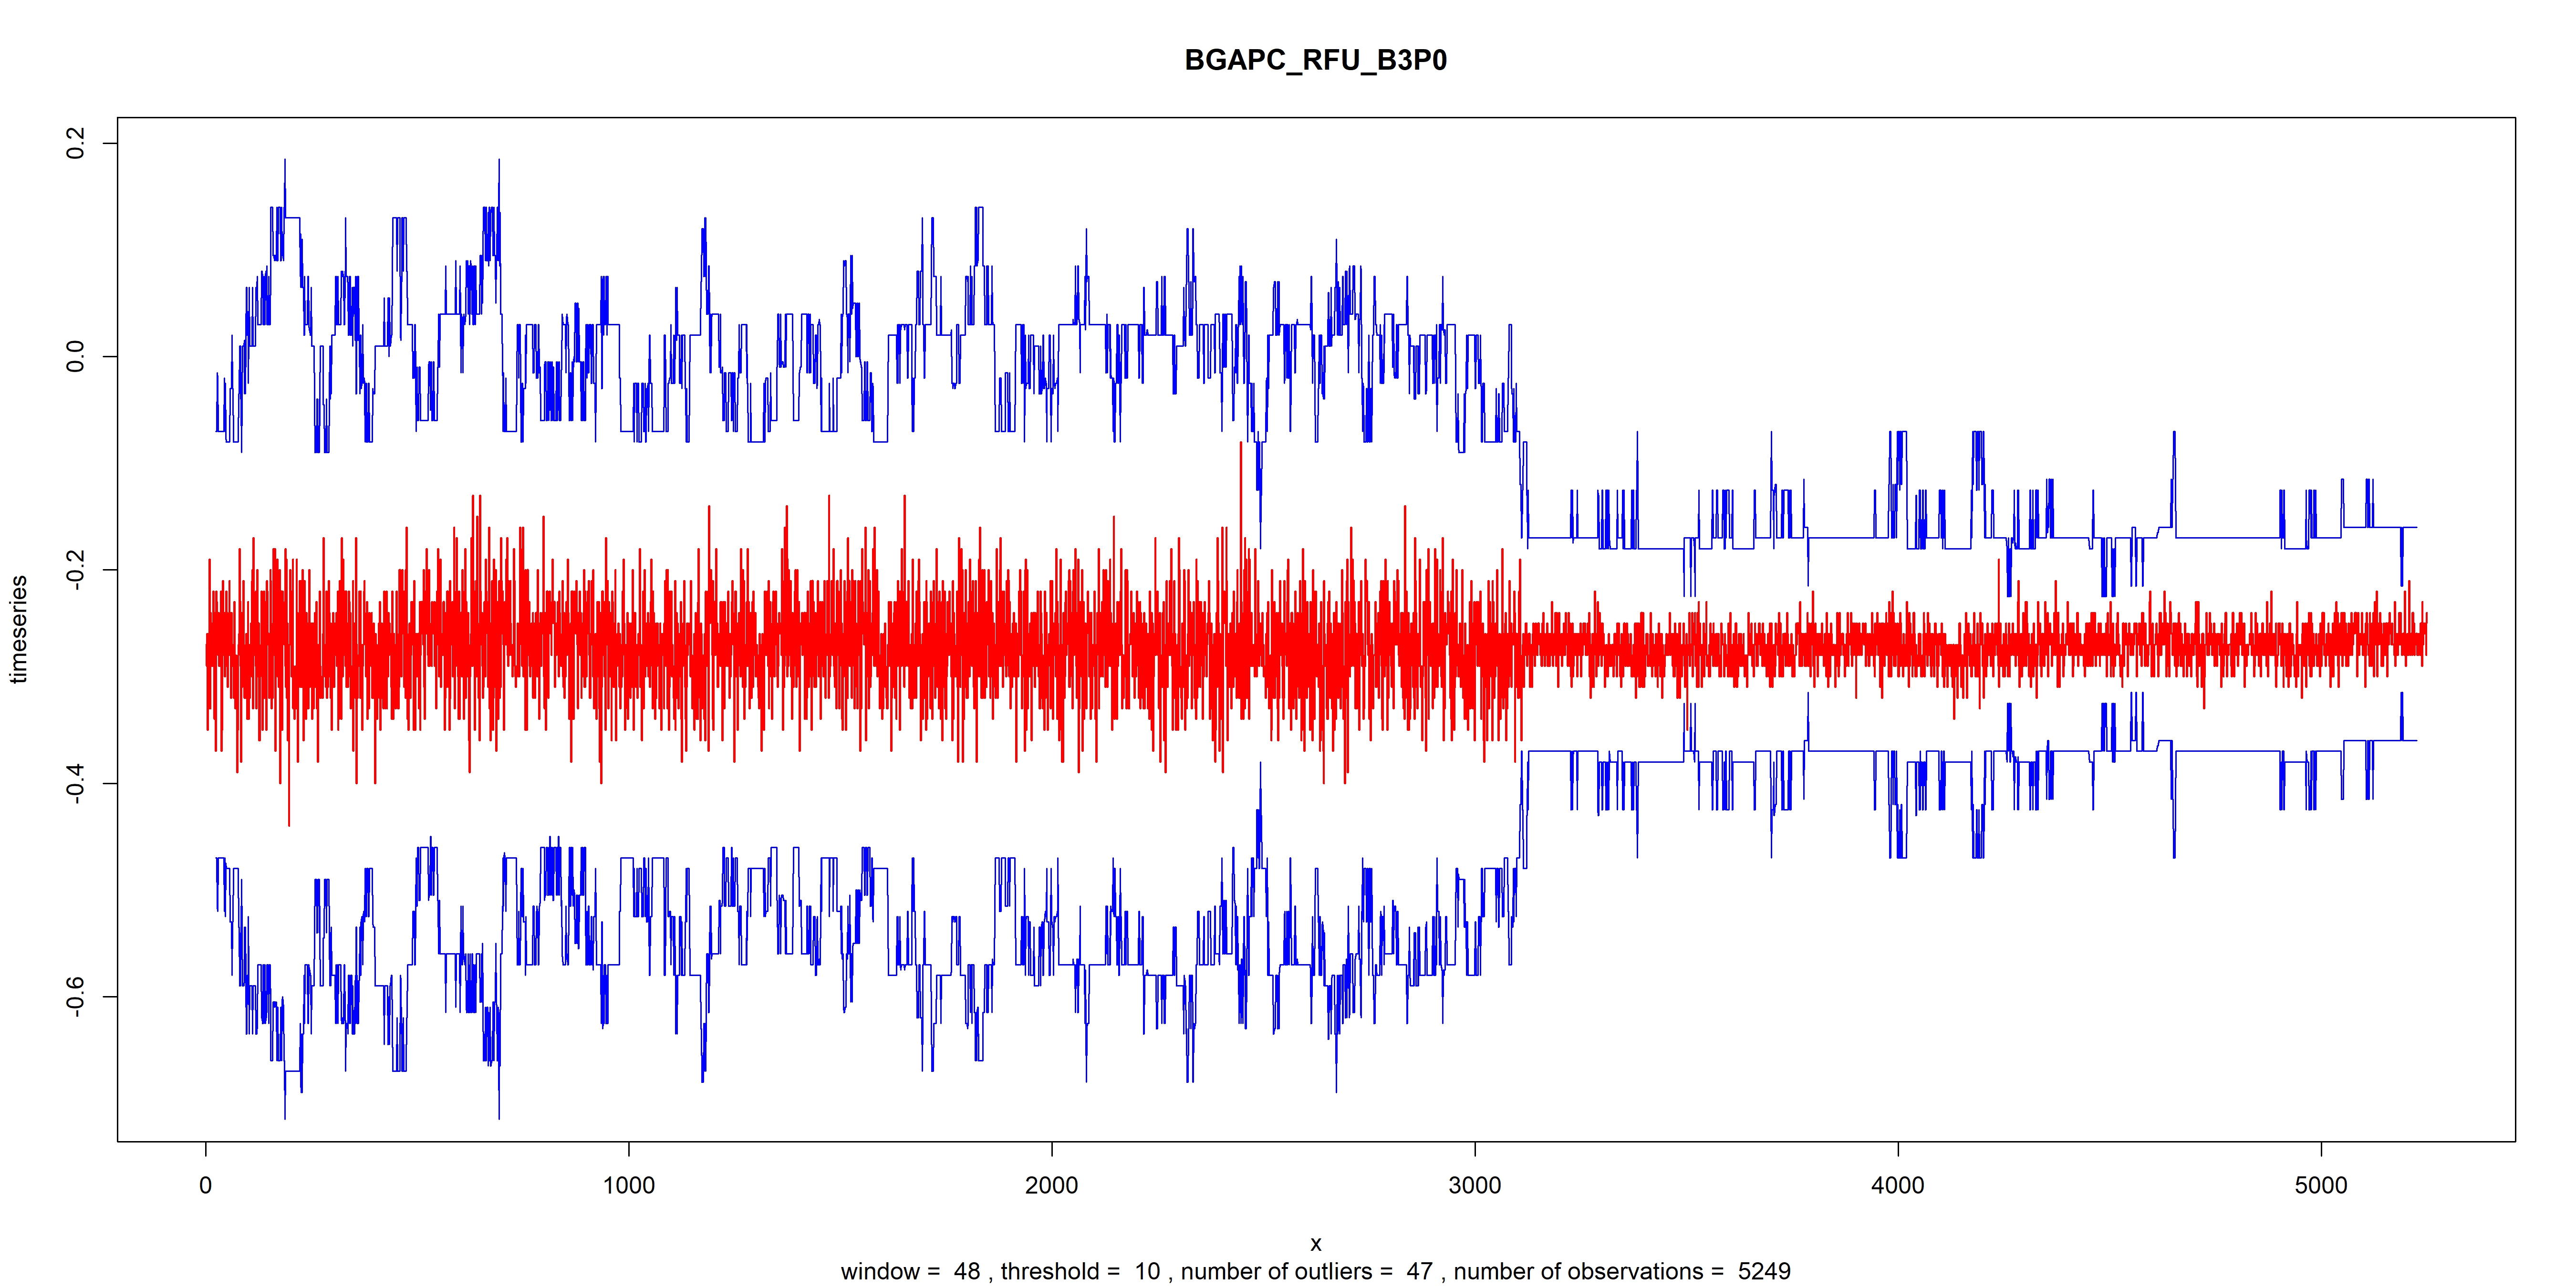 BGAPC_RFU_B3P0
timeseries
0.2
0.0
-0.2
-0.4
-0.6
0 1000 2000 3000 4000 5000
x
window = 48 , threshold = 10 , number of outliers = 47 , number of observations = 5249